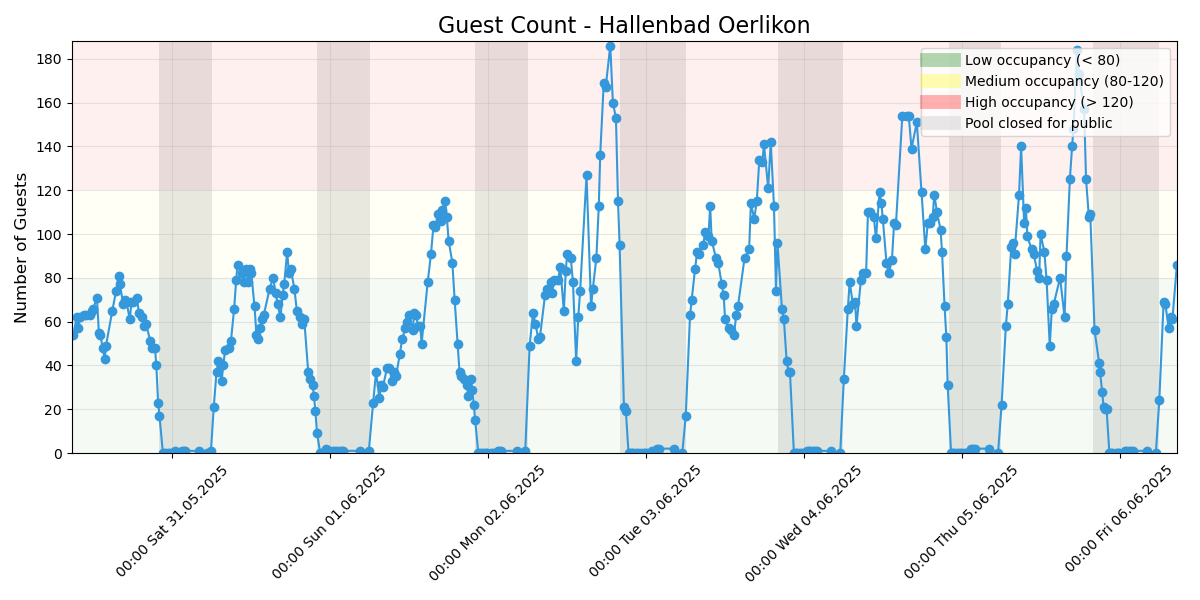 Guest Count - Hallenbad Oerlikon
Number of Guests
180
160
140
120
100
80
60
40
20
0
Low occupancy (< 80)
Medium occupancy (80-120)
High occupancy (> 120)
Pool closed for public
00:00 Sat 31.05.2025
00:00 Sun 01.06.2025
00:00 Mon 02.06.2025
00:00 Tue 03.06.2025
00:00 Wed 04.06.2025
00:00 Thu 05.06.2025
00:00 Fri 06.06.2025